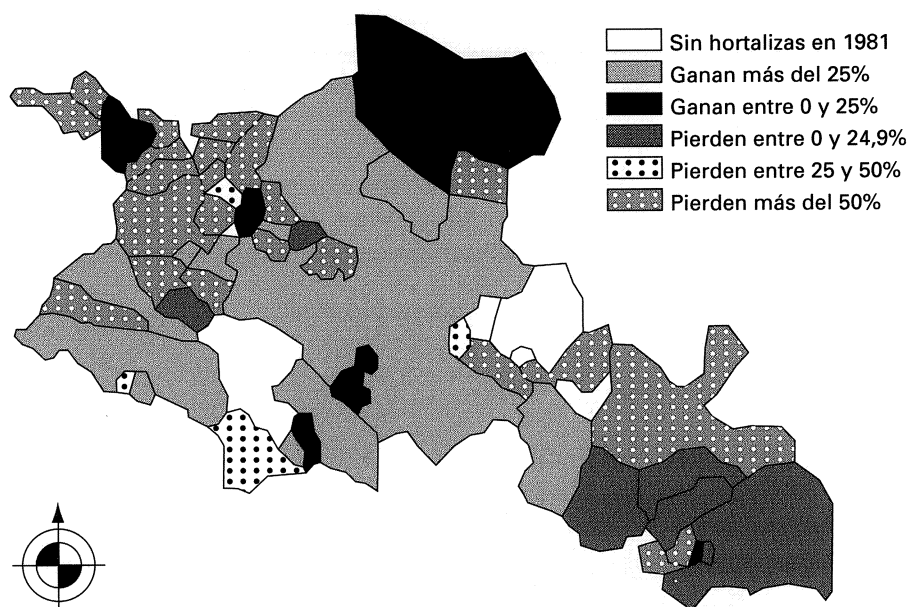 Sin hortalizas en 1981
Ganan más del 25%
Ganan entre 0 y 25%
Pierden entre 0 y 24,9%
Pierden entre 25 y 50%
Pierden más del 50%